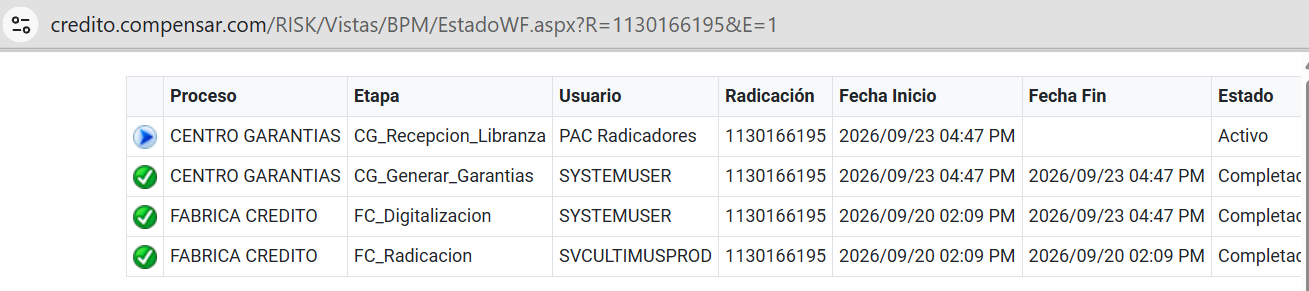 credito.compensar.com/RISK/Vistas/BPM/EstadoWF.aspx?R=1130166195&E=1
Proceso Etapa Usuario Radicación Fecha Inicio Fecha Fin Estado
CENTRO GARANTIAS CG_Recepcion_Libranza PAC Radicadores 1130166195 2026/09/23 04:47 PM Activo
CENTRO GARANTIAS CG_Generar_Garantias SYSTEMUSER 1130166195 2026/09/23 04:47 PM 2026/09/23 04:47 PM Completad
FABRICA CREDITO FC_Digitalizacion SYSTEMUSER 1130166195 2026/09/20 02:09 PM 2026/09/23 04:47 PM Completad
FABRICA CREDITO FC_Radicacion SVCULTIMUSPROD 1130166195 2026/09/20 02:09 PM 2026/09/20 02:09 PM Completad